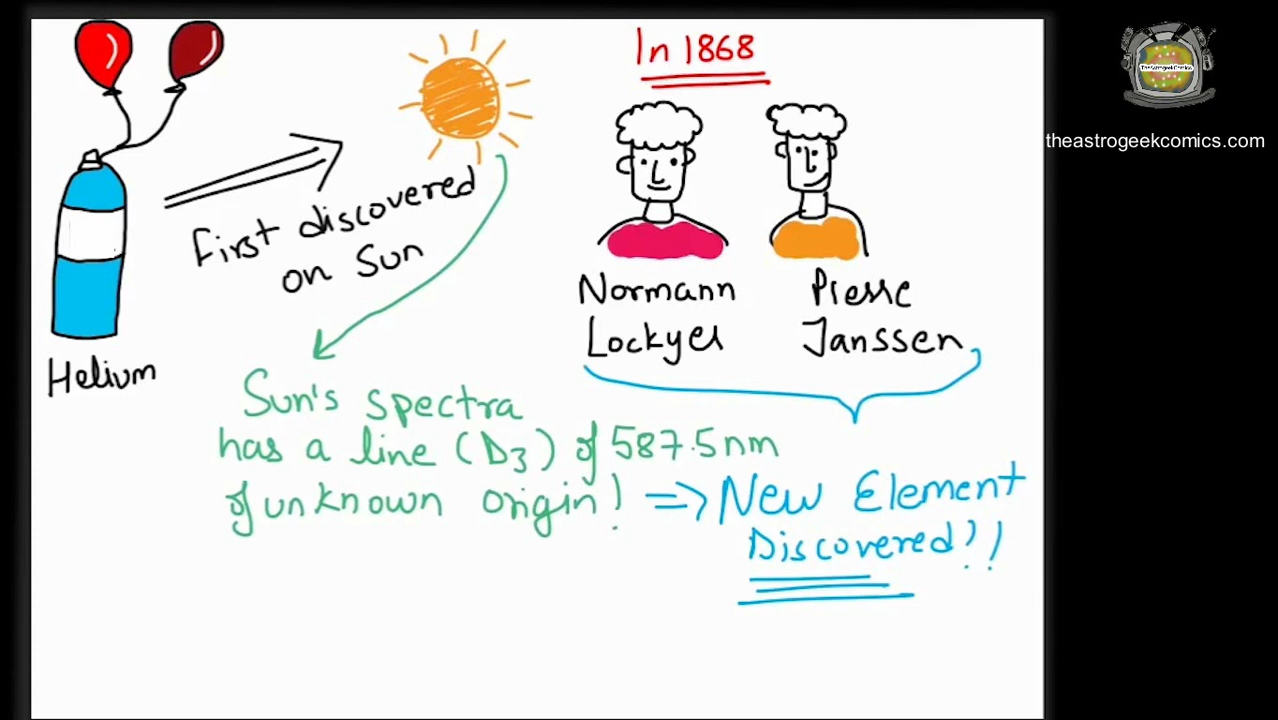 In 1868
First discovered
on Sun
Helium
Normann
Lockyer
Pierre
Janssen
Sun's spectra
has a line (D3) of 587.5nm
of unknown origin!
=> New Element
Discovered!!
TheAstrogeekComics
theastrogeekcomics.com